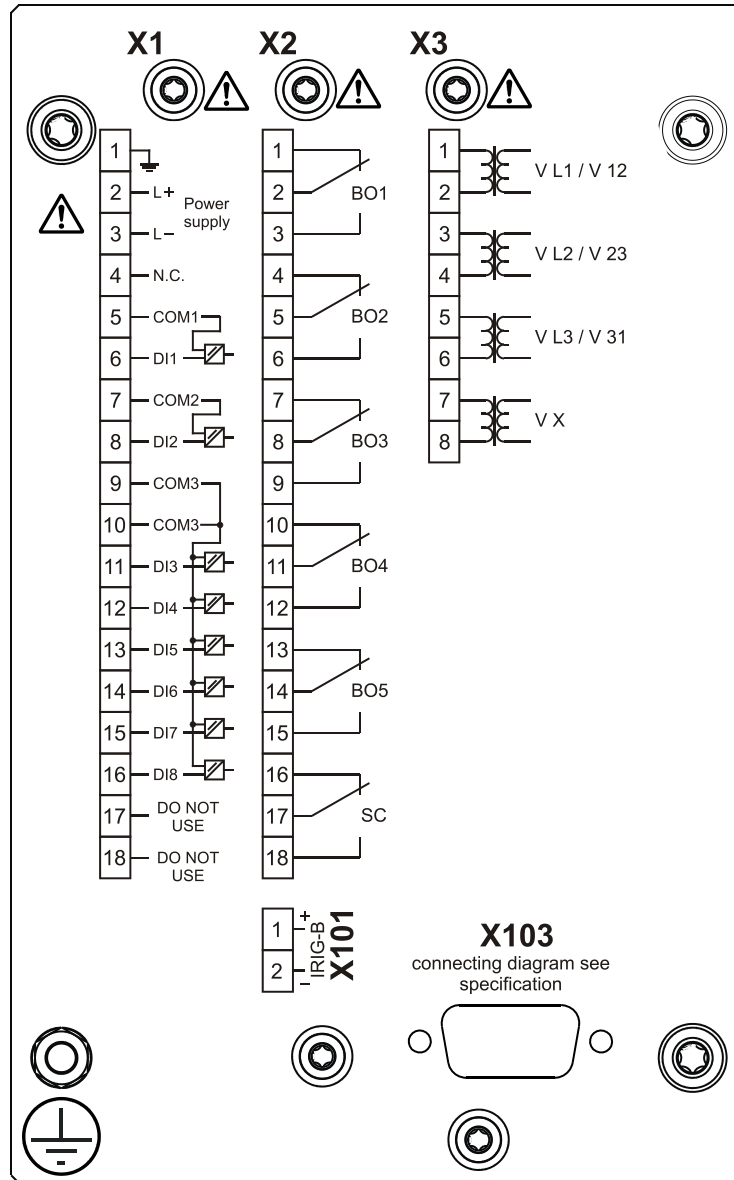 X1
X2
X3
1
2 L+ Power
supply
3 L–
4 N.C.
5 COM1
6 DI1
7 COM2
8 DI2
9 COM3
10 COM3
11 DI3
12 DI4
13 DI5
14 DI6
15 DI7
16 DI8
17 DO NOT
USE
18 DO NOT
USE
1
2 BO1
3
4
5 BO2
6
7
8 BO3
9
10
11 BO4
12
13
14 BO5
15
16
17 SC
18
1
2
V L1 / V 12
3
4
V L2 / V 23
5
6
V L3 / V 31
7
8
V X
1 +
2 –
IRIG-B
X101
X103
connecting diagram see
specification